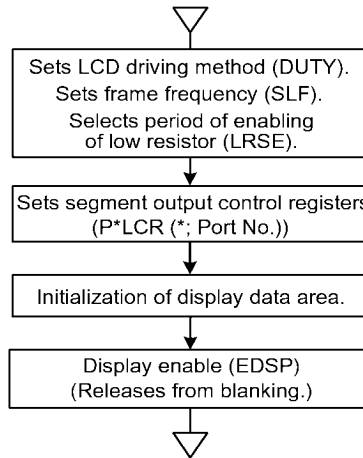 Sets LCD driving method (DUTY).
Sets frame frequency (SLF).
Selects period of enabling
of low resistor (LRSE).
Sets segment output control registers
(P*LCR (*; Port No.))
Initialization of display data area.
Display enable (EDSP)
(Releases from blanking.)